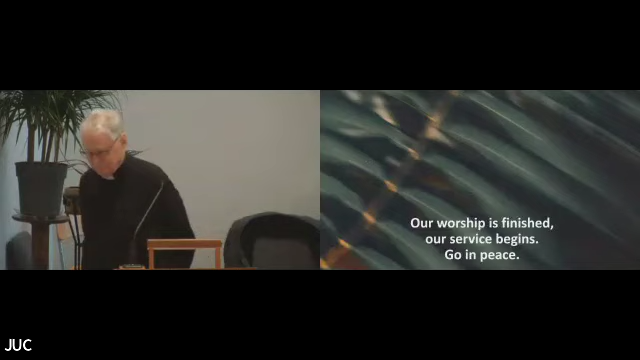 Our worship is finished,
our service begins.
Go in peace.
JUC